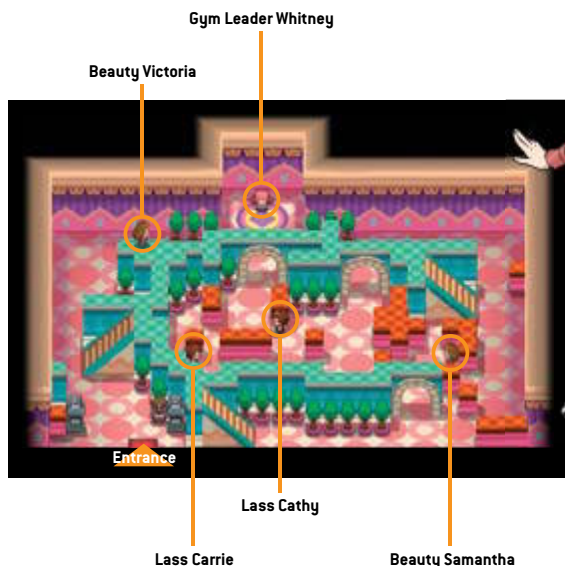 Gym Leader Whitney
Beauty Victoria
Entrance
Lass Cathy
Lass Carrie
Beauty Samantha